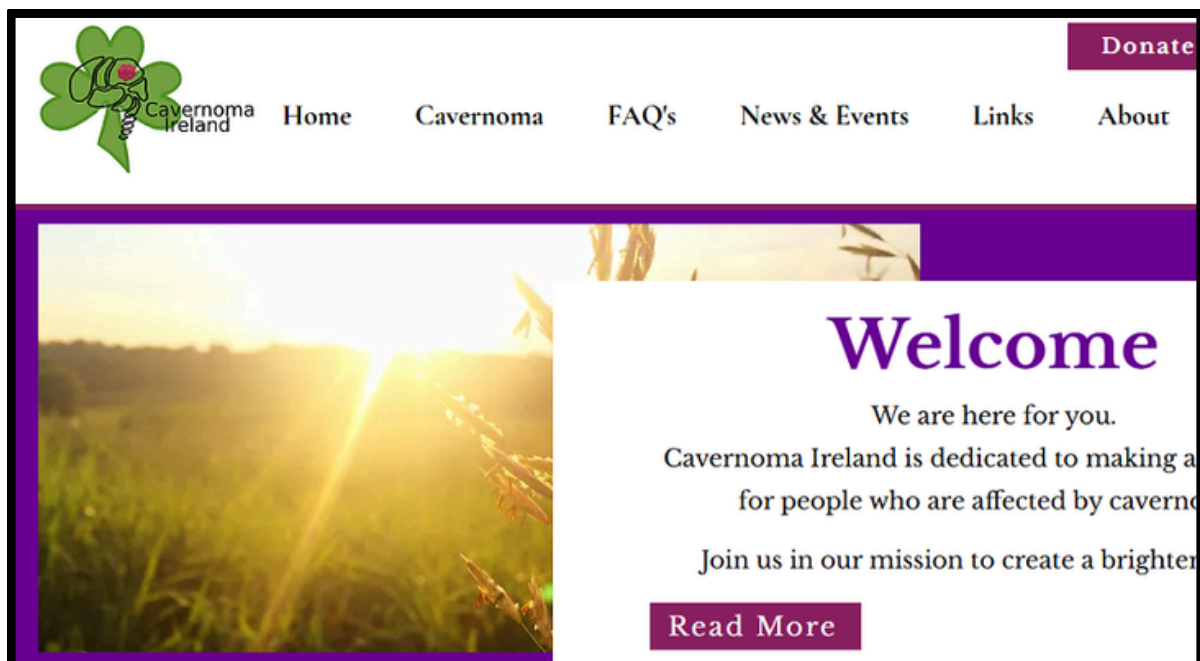 Donate
Cavernoma
Ireland
Home Cavernoma FAQ's News & Events Links About
Welcome
We are here for you.
Cavernoma Ireland is dedicated to making a
for people who are affected by
Join us in our mission to create a brighter
Read More